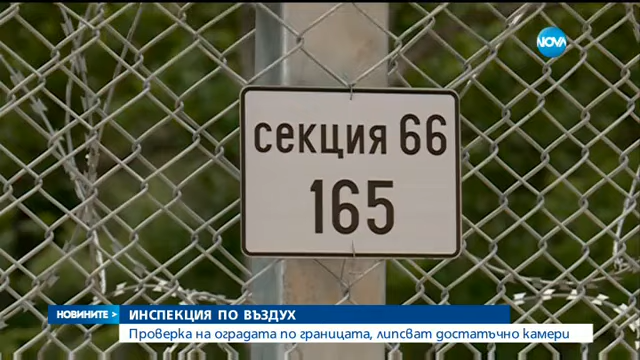 NOVA
секция 66
165
НОВИНИТЕ >
ИНСПЕКЦИЯ ПО ВЪЗДУХ
Проверка на оградата по границата, липсват достатъчно камери